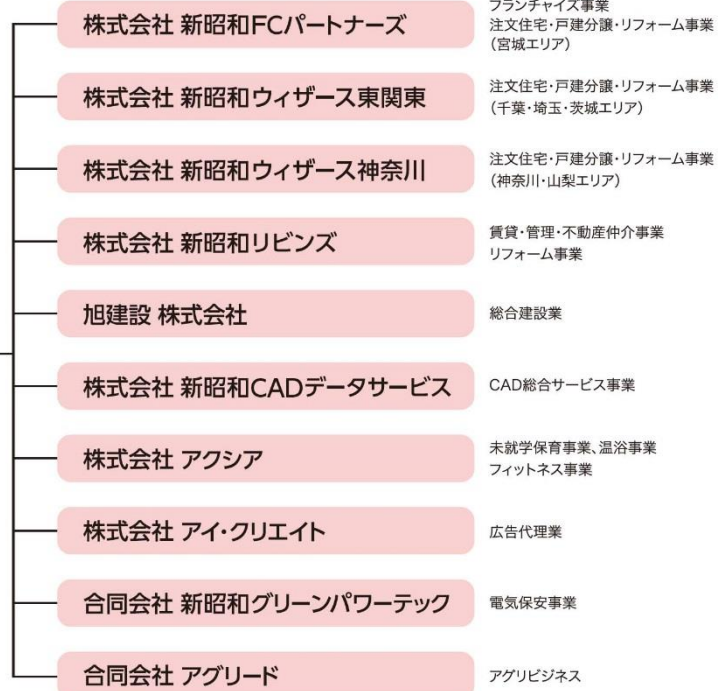 フランチャイズ事業
株式会社 新昭和FCパートナーズ
注文住宅・戸建分譲・リフォーム事業
(宮城エリア)
株式会社 新昭和ウィザース東関東
注文住宅・戸建分譲・リフォーム事業
(千葉・埼玉・茨城エリア)
株式会社 新昭和ウィザース神奈川
注文住宅・戸建分譲・リフォーム事業
(神奈川・山梨エリア)
株式会社 新昭和リビンズ
賃貸・管理・不動産仲介事業
リフォーム事業
旭建設 株式会社
総合建設業
株式会社 新昭和CADデータサービス
CAD総合サービス事業
株式会社 アクシア
未就学保育事業、温浴事業
フィットネス事業
株式会社 アイ・クリエイト
広告代理業
合同会社 新昭和グリーンパワーテック
電気保安事業
合同会社 アグリード
アグリビジネス